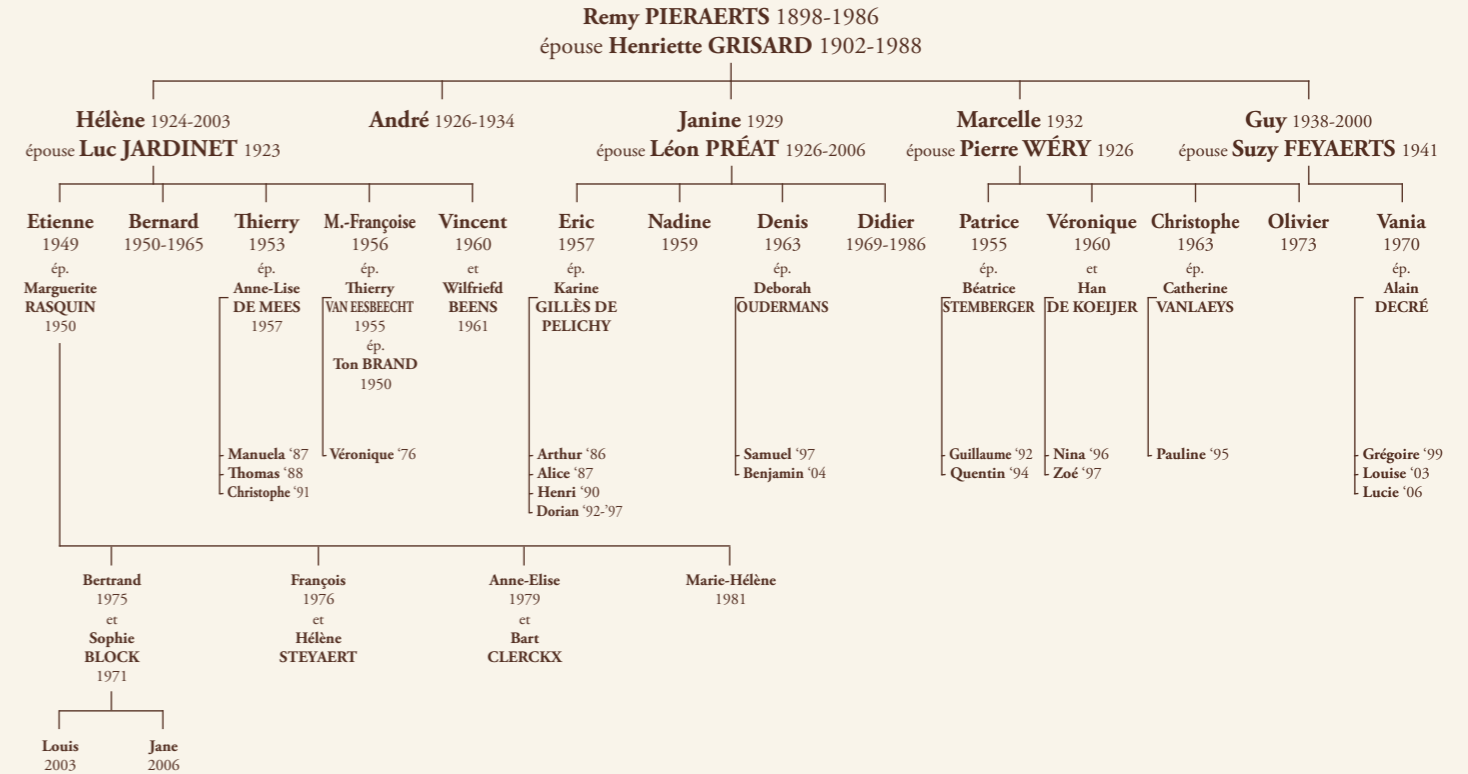 Remy PIERAERTS 1898-1986
épouse Henriette GRISARD 1902-1988
Hélène 1924-2003
épouse Luc JARDINET 1923
André 1926-1934
Janine 1929
épouse Léon PRÉAT 1926-2006
Marcelle 1932
épouse Pierre WÉRY 1926
Guy 1938-2000
épouse Suzy FEYAERTS 1941
Etienne
1949
ép.
Marguerite
RASQUIN
1950
Bernard
1950-1965
Thierry
1953
ép.
Anne-Lise
DE MEES
1957
Manuela ‘87
Thomas ‘88
Christophe ‘91
M.-Françoise
1956
ép.
Thierry
VAN EESBEECHT
1955
ép.
Ton BRAND
1950
Véronique ‘76
Vincent
1960
et
Wilfriefd
BEENS
1961
Eric
1957
ép.
Karine
GILLÈS DE
PELICHY
Arthur ‘86
Alice ‘87
Henri ‘90
Dorian ‘92-’97
Nadine
1959
Denis
1963
ép.
Deborah
OUDERMANS
Samuel ‘97
Benjamin ‘04
Didier
1969-1986
Patrice
1955
ép.
Béatrice
STEMBERGER
Guillaume ‘92
Quentin ‘94
Véronique
1960
et
Han
DE KOEIJER
Nina ‘96
Zoé ‘97
Christophe
1963
ép.
Catherine
VANLAEYS
Pauline ‘95
Olivier
1973
Vania
1970
ép.
Alain
DECRÉ
Grégoire ‘99
Louise ‘03
Lucie ‘06
Bertrand
1975
et
Sophie
BLOCK
1971
François
1976
et
Hélène
STEYAERT
Anne-Elise
1979
et
Bart
CLERCKX
Marie-Hélène
1981
Louis
2003
Jane
2006